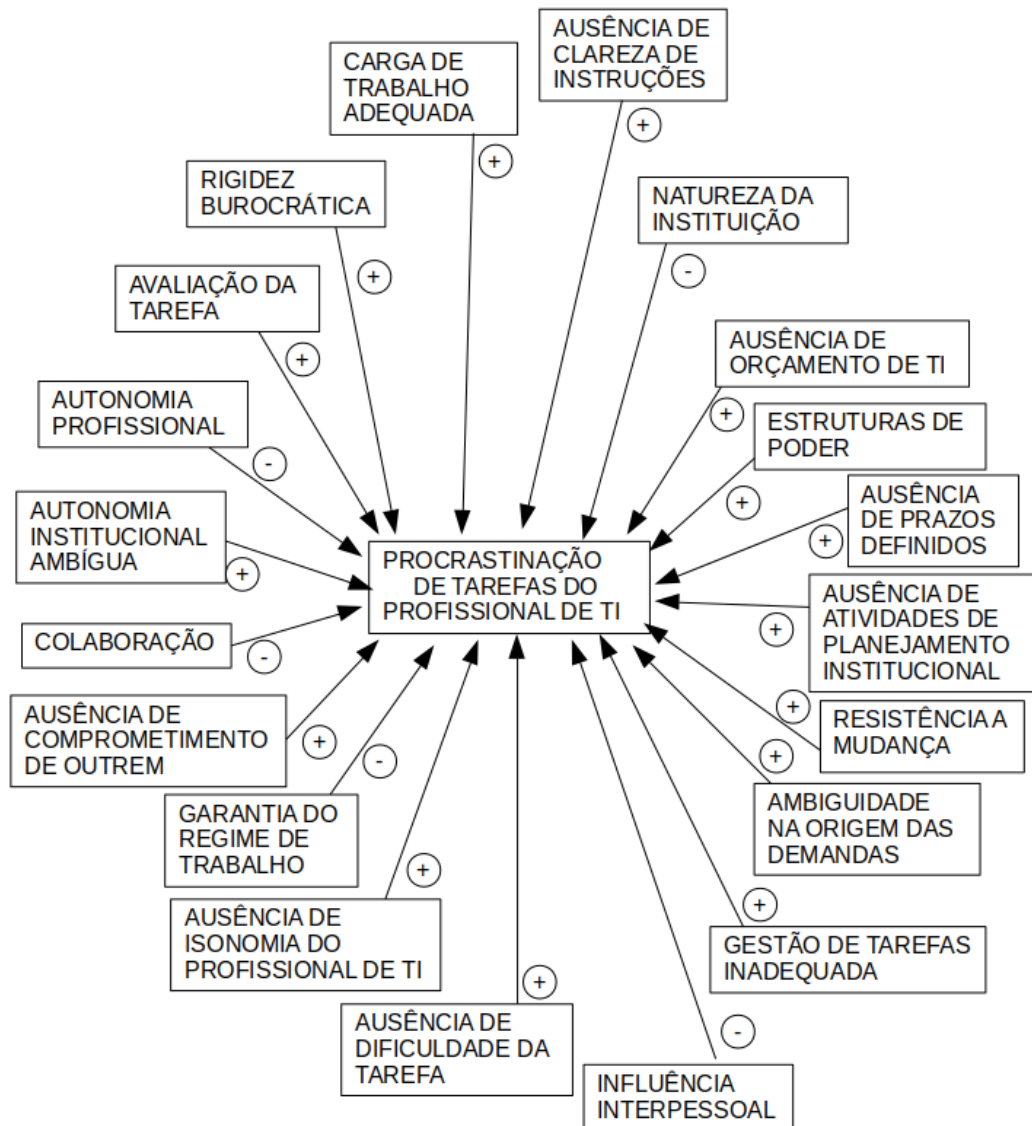 AUSÊNCIA DE
CLAREZA DE
INSTRUÇÕES
+
CARGA DE
TRABALHO
ADEQUADA
+
RIGIDEZ
BUROCRÁTICA
+
NATUREZA DA
INSTITUIÇÃO
-
AVALIAÇÃO DA
TAREFA
+
AUSÊNCIA DE
ORÇAMENTO DE TI
+
AUTONOMIA
PROFISSIONAL
-
ESTRUTURAS DE
PODER
+
AUTONOMIA
INSTITUCIONAL
AMBÍGUA
+
AUSÊNCIA
DE PRAZOS
DEFINIDOS
+
PROCRASTINAÇÃO
DE TAREFAS DO
PROFISSIONAL DE TI
AUSÊNCIA DE
ATIVIDADES DE
PLANEJAMENTO
INSTITUCIONAL
+
COLABORAÇÃO
-
AUSÊNCIA DE
COMPROMETIMENTO
DE OUTREM
+
RESISTÊNCIA A
MUDANÇA
+
GARANTIA DO
REGIME DE
TRABALHO
-
AMBIGUIDADE
NA ORIGEM DAS
DEMANDAS
+
AUSÊNCIA DE
ISONOMIA DO
PROFISSIONAL DE TI
+
GESTÃO DE TAREFAS
INADEQUADA
+
AUSÊNCIA DE
DIFICULDADE DA
TAREFA
+
INFLUÊNCIA
INTERPESSOAL
-